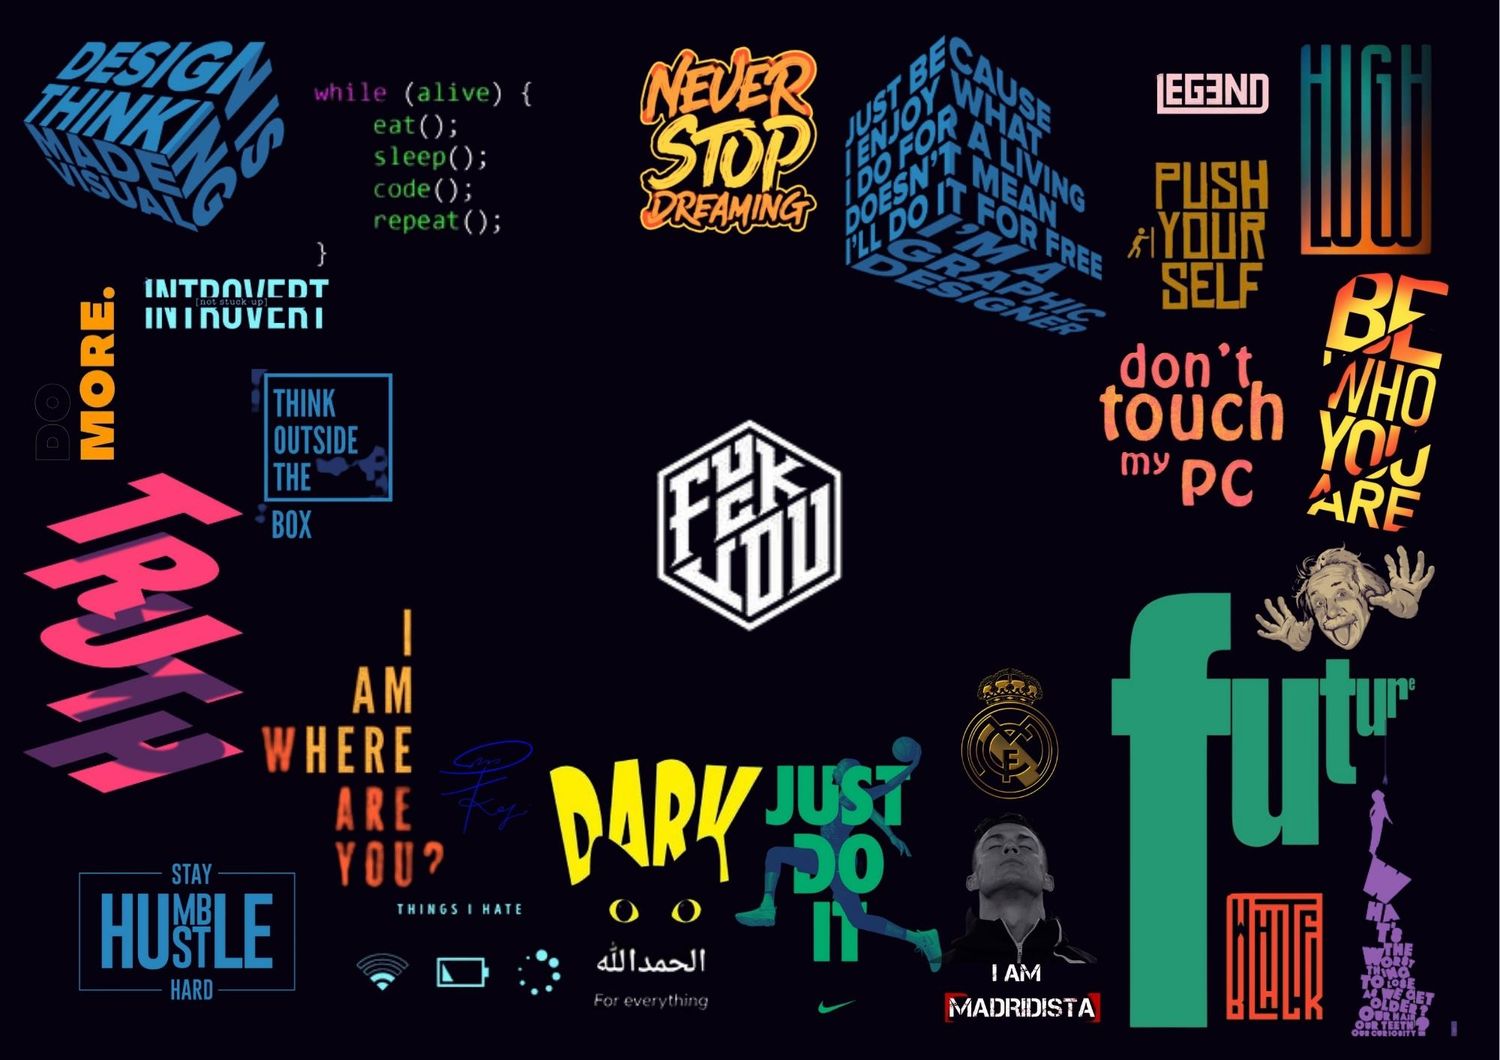 DESIGN IS
THINKING
MADE
VISUAL
while (alive) {
eat();
sleep();
code();
repeat();
}
NEVER
STOP
DREAMING
JUST BECAUSE
I ENJOY WHAT
I DO FOR A LIVING
DOESN'T MEAN
I'LL DO IT FOR FREE
I'M A
GRAPHIC
DESIGNER
LEGEND
PUSH
YOUR
SELF
HIGH
LOW
DO
MORE.
INTROVERT
[not stuck up]
THINK
OUTSIDE
THE
BOX
don't
touch
my PC
BE
WHO
YOU
ARE
FUCK
YOU
TRUTH
I
AM
WHERE
ARE
YOU?
future
DARK
JUST
DO
IT
STAY
HUMBLE
HUSTLE
HARD
THINGS I HATE
الحمدالله
For everything
I AM
MADRIDISTA
WHITE
BLACK
WHAT'S
THE
WORST
THING
TO LOSE
AS WE GET
OLDER?
OUR HAIR
OUR TEETH
OUR CURIOSITY?